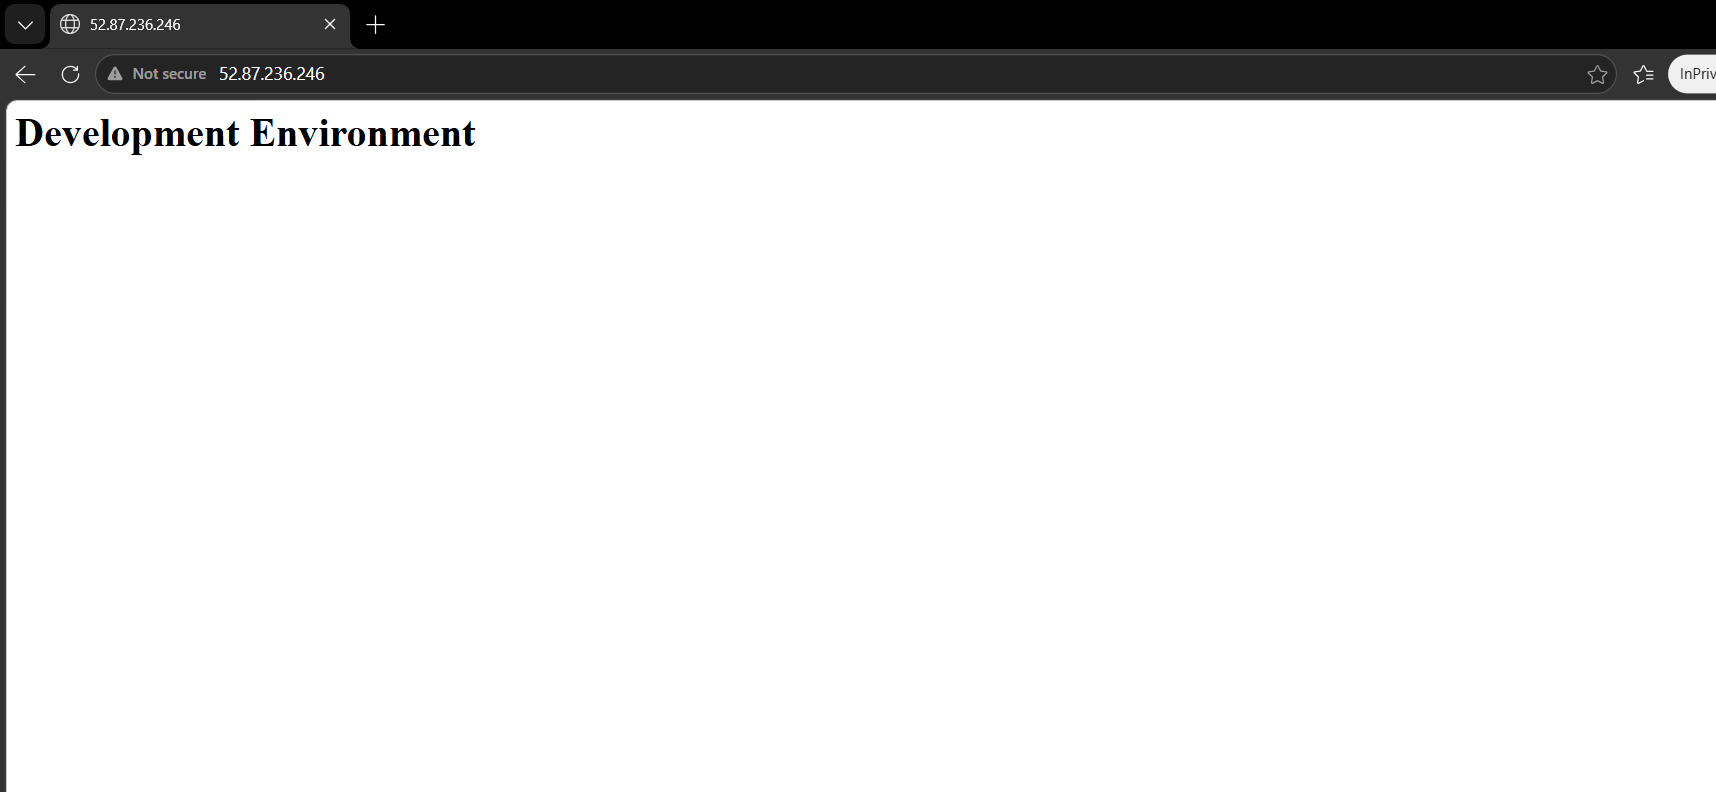 52.87.236.246
Not secure 52.87.236.246
InPriv
Development Environment